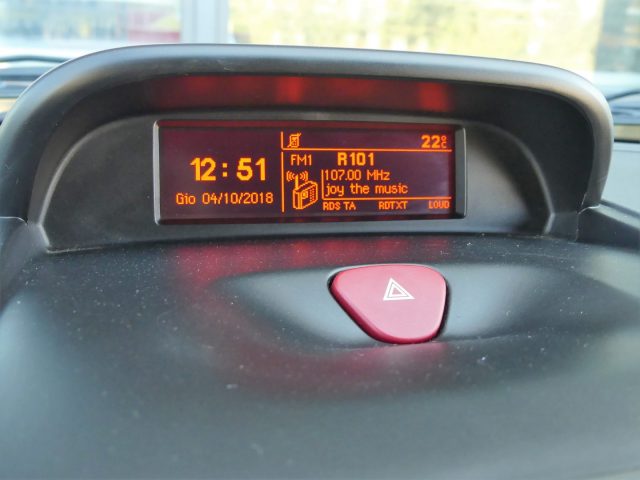 22°C
12:51
FM1 R101
107.00 MHz
joy the music
Gio 04/10/2018
RDS TA RDTXT LOUD